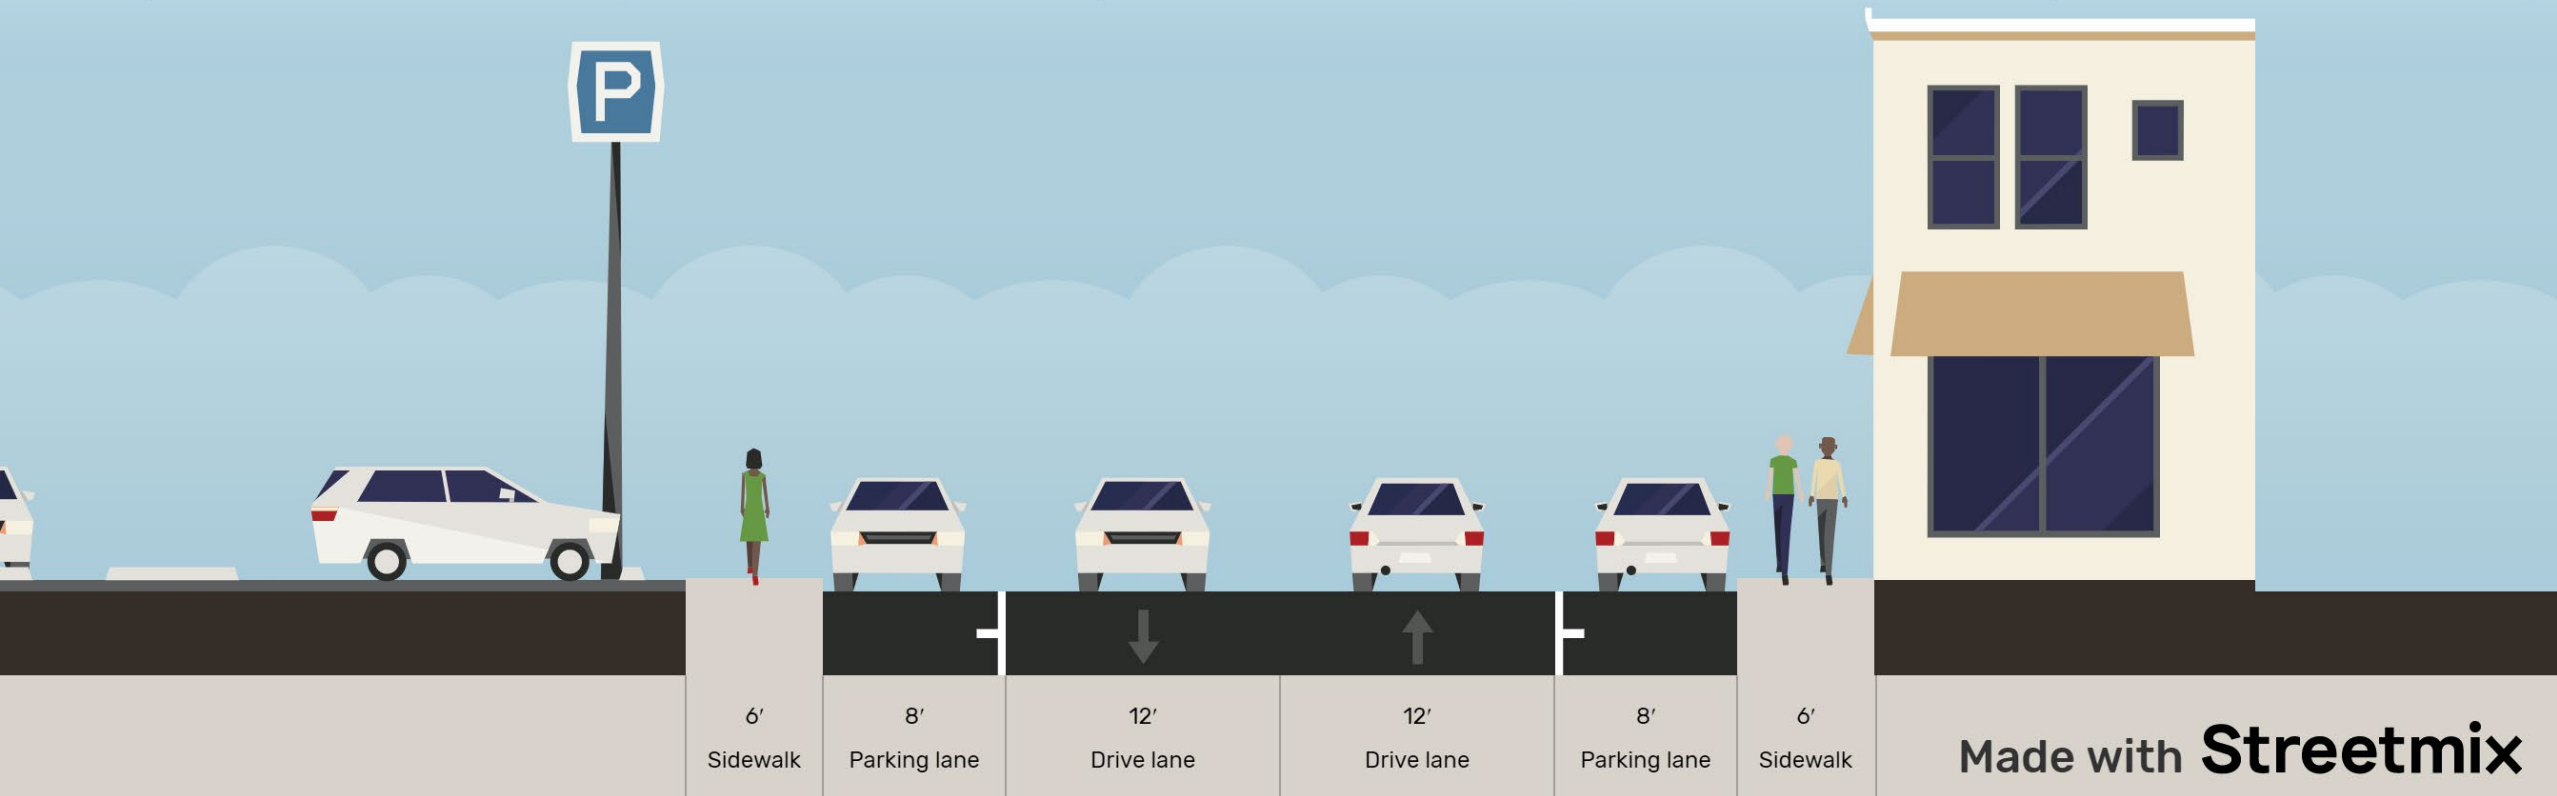 P
6′ 8′ 12′ 12′ 8′ 6′
Sidewalk Parking lane Drive lane Drive lane Parking lane Sidewalk
Made with Streetmix